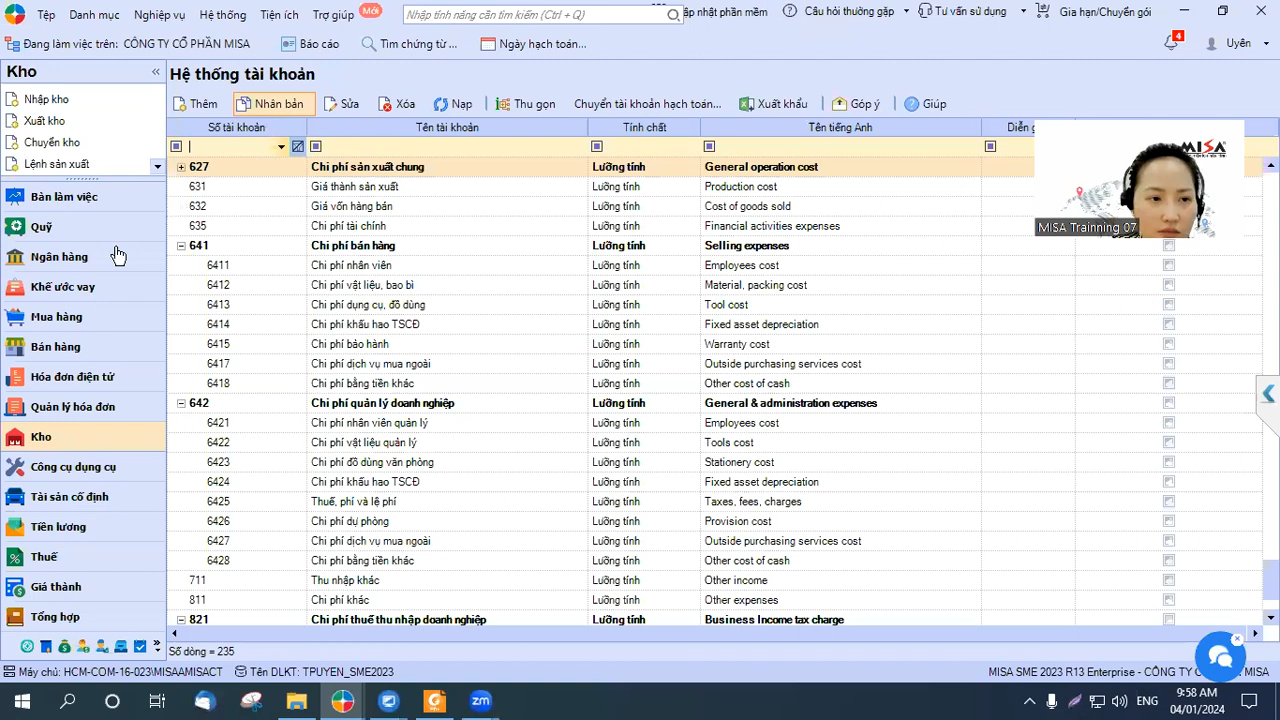 Tệp Danh mục Nghiệp vụ Hệ thống Tiện ích Trợ giúp Mới Nhập tính năng cần tìm kiếm (Ctrl + Q) nhật phần mềm Câu hỏi thường gặp Tư vấn sử dụng Gia hạn/Chuyển gói
Đang làm việc trên: CÔNG TY CỔ PHẦN MISA Báo cáo Tìm chứng từ ... Ngày hạch toán... 4 Uyên
Kho «
Nhập kho
Xuất kho
Chuyển kho
Lệnh sản xuất
Bàn làm việc
Quỹ
Ngân hàng
Khế ước vay
Mua hàng
Bán hàng
Hóa đơn điện tử
Quản lý hóa đơn
Kho
Công cụ dụng cụ
Tài sản cố định
Tiền lương
Thuế
Giá thành
Tổng hợp
Hệ thống tài khoản
Thêm Nhân bản Sửa Xóa Nạp Thu gọn Chuyển tài khoản hạch toán... Xuất khẩu Góp ý Giúp
Số tài khoản Tên tài khoản Tính chất Tên tiếng Anh Diễn g
627 Chi phí sản xuất chung Lưỡng tính General operation cost
631 Giá thành sản xuất Lưỡng tính Production cost
632 Giá vốn hàng bán Lưỡng tính Cost of goods sold
635 Chi phí tài chính Lưỡng tính Financial activities expenses
641 Chi phí bán hàng Lưỡng tính Selling expenses
6411 Chi phí nhân viên Lưỡng tính Employees cost
6412 Chi phí vật liệu, bao bì Lưỡng tính Material, packing cost
6413 Chi phí dụng cụ, đồ dùng Lưỡng tính Tool cost
6414 Chi phí khấu hao TSCĐ Lưỡng tính Fixed asset depreciation
6415 Chi phí bảo hành Lưỡng tính Warranty cost
6417 Chi phí dịch vụ mua ngoài Lưỡng tính Outside purchasing services cost
6418 Chi phí bằng tiền khác Lưỡng tính Other cost of cash
642 Chi phí quản lý doanh nghiệp Lưỡng tính General & administration expenses
6421 Chi phí nhân viên quản lý Lưỡng tính Employees cost
6422 Chi phí vật liệu quản lý Lưỡng tính Tools cost
6423 Chi phí đồ dùng văn phòng Lưỡng tính Stationery cost
6424 Chi phí khấu hao TSCĐ Lưỡng tính Fixed asset depreciation
6425 Thuế, phí và lệ phí Lưỡng tính Taxes, fees, charges
6426 Chi phí dự phòng Lưỡng tính Provision cost
6427 Chi phí dịch vụ mua ngoài Lưỡng tính Outside purchasing services cost
6428 Chi phí bằng tiền khác Lưỡng tính Other cost of cash
711 Thu nhập khác Lưỡng tính Other income
811 Chi phí khác Lưỡng tính Other expenses
821 Chi phí thuế thu nhập doanh nghiệp Lưỡng tính Business Income tax charge
Số dòng = 235
MISA
MISA Trainning 07
Máy chủ: HCM-COM-16-023\MISAAMISACT Tên DLKT: TPUYEN_SME2023 MISA SME 2023 R13 Enterprise - CÔNG TY C MISA
zm ENG 9:58 AM
04/01/2024